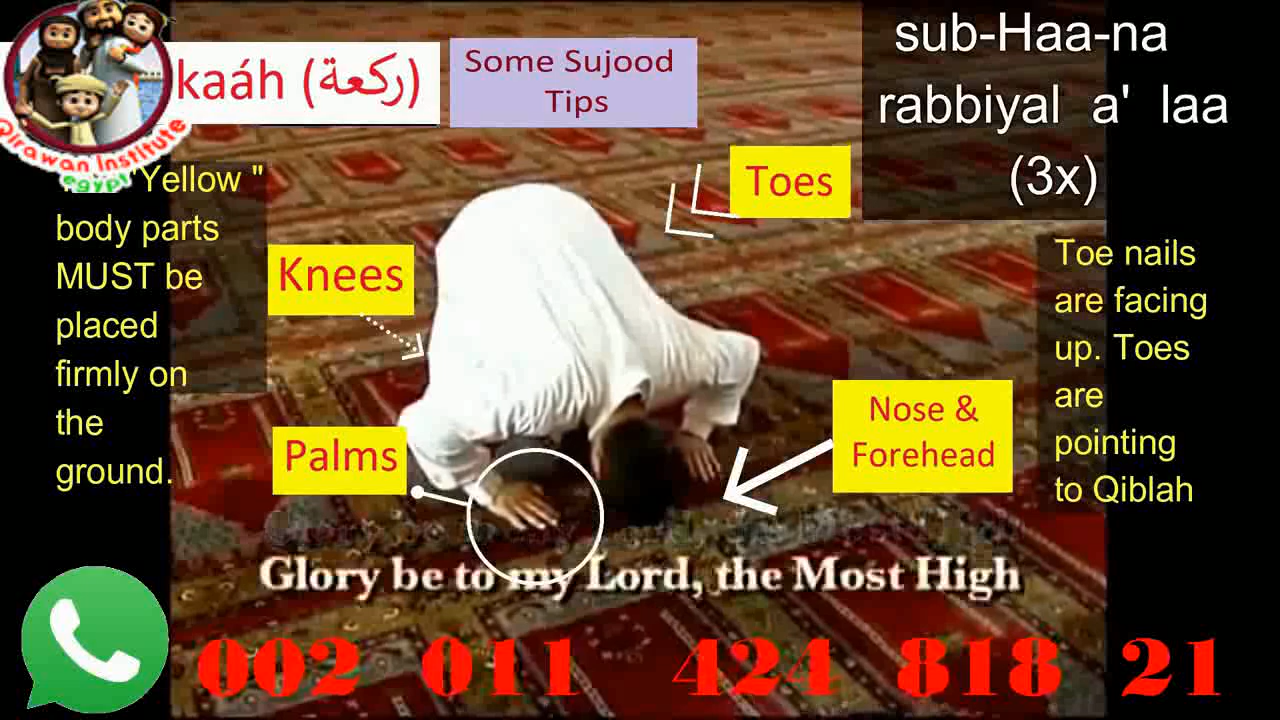 kaáh (ركعة)
Some Sujood
Tips
sub-Haa-na
rabbiyal a' laa
(3x)
Qirawan Institute
egypt
"Yellow "
body parts
MUST be
placed
firmly on
the
ground.
Toes
Knees
Palms
Nose &
Forehead
Toe nails
are facing
up. Toes
are
pointing
to Qiblah
Glory be to my Lord, the Most High
002 011 424 818 21